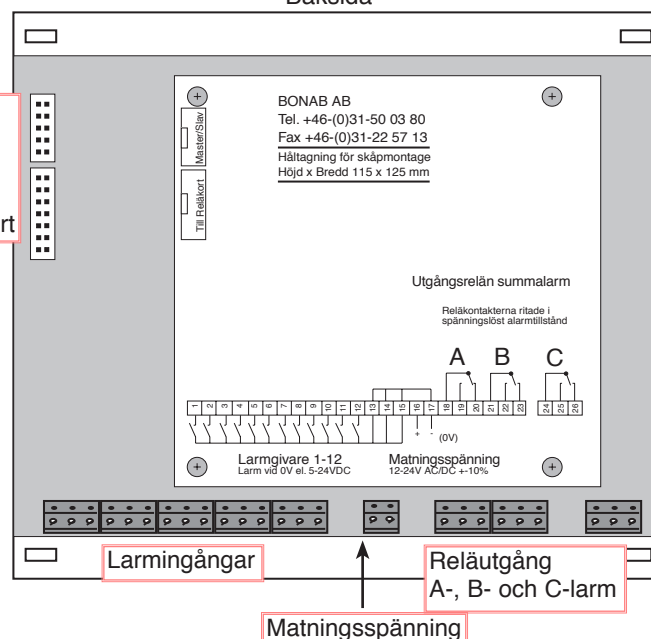 Baksida
BONAB AB
Tel. +46-(0)31-50 03 80
Fax +46-(0)31-22 57 13
Håltagning för skåpmontage
Höjd x Bredd 115 x 125 mm
Master/Slav
Till Reläkort
rt
Utgångsrelän summalarm
Reläkontakterna ritade i
spänningslöst alarmtillstånd
A B C
1 2 3 4 5 6 7 8 9 10 11 12 13 14 15 16 17 18 19 20 21 22 23 24 25 26
+ - (0V)
Larmgivare 1-12
Larm vid 0V el. 5-24VDC
Matningsspänning
12-24V AC/DC +-10%
Larmingångar
Reläutgång
A-, B- och C-larm
Matningsspänning